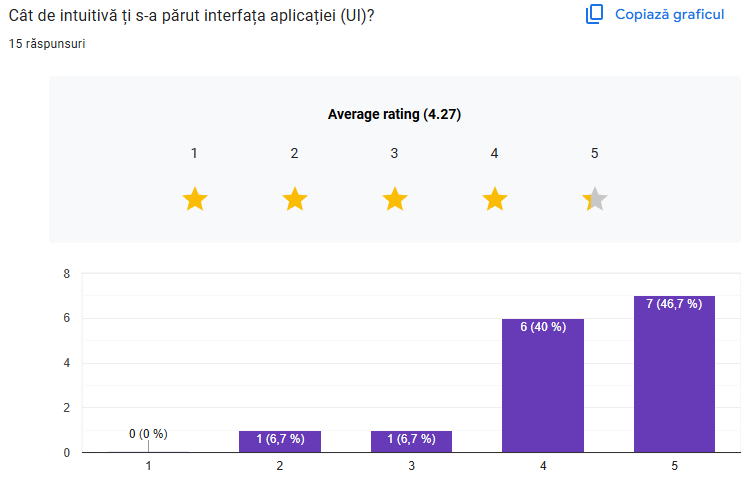 Cât de intuitivă ți s-a părut interfața aplicației (UI)?
Copiază graficul
15 răspunsuri
Average rating (4.27)
1 2 3 4 5
8
6
4
2
0
0 (0 %)
1 (6,7 %)
1 (6,7 %)
6 (40 %)
7 (46,7 %)
1 2 3 4 5